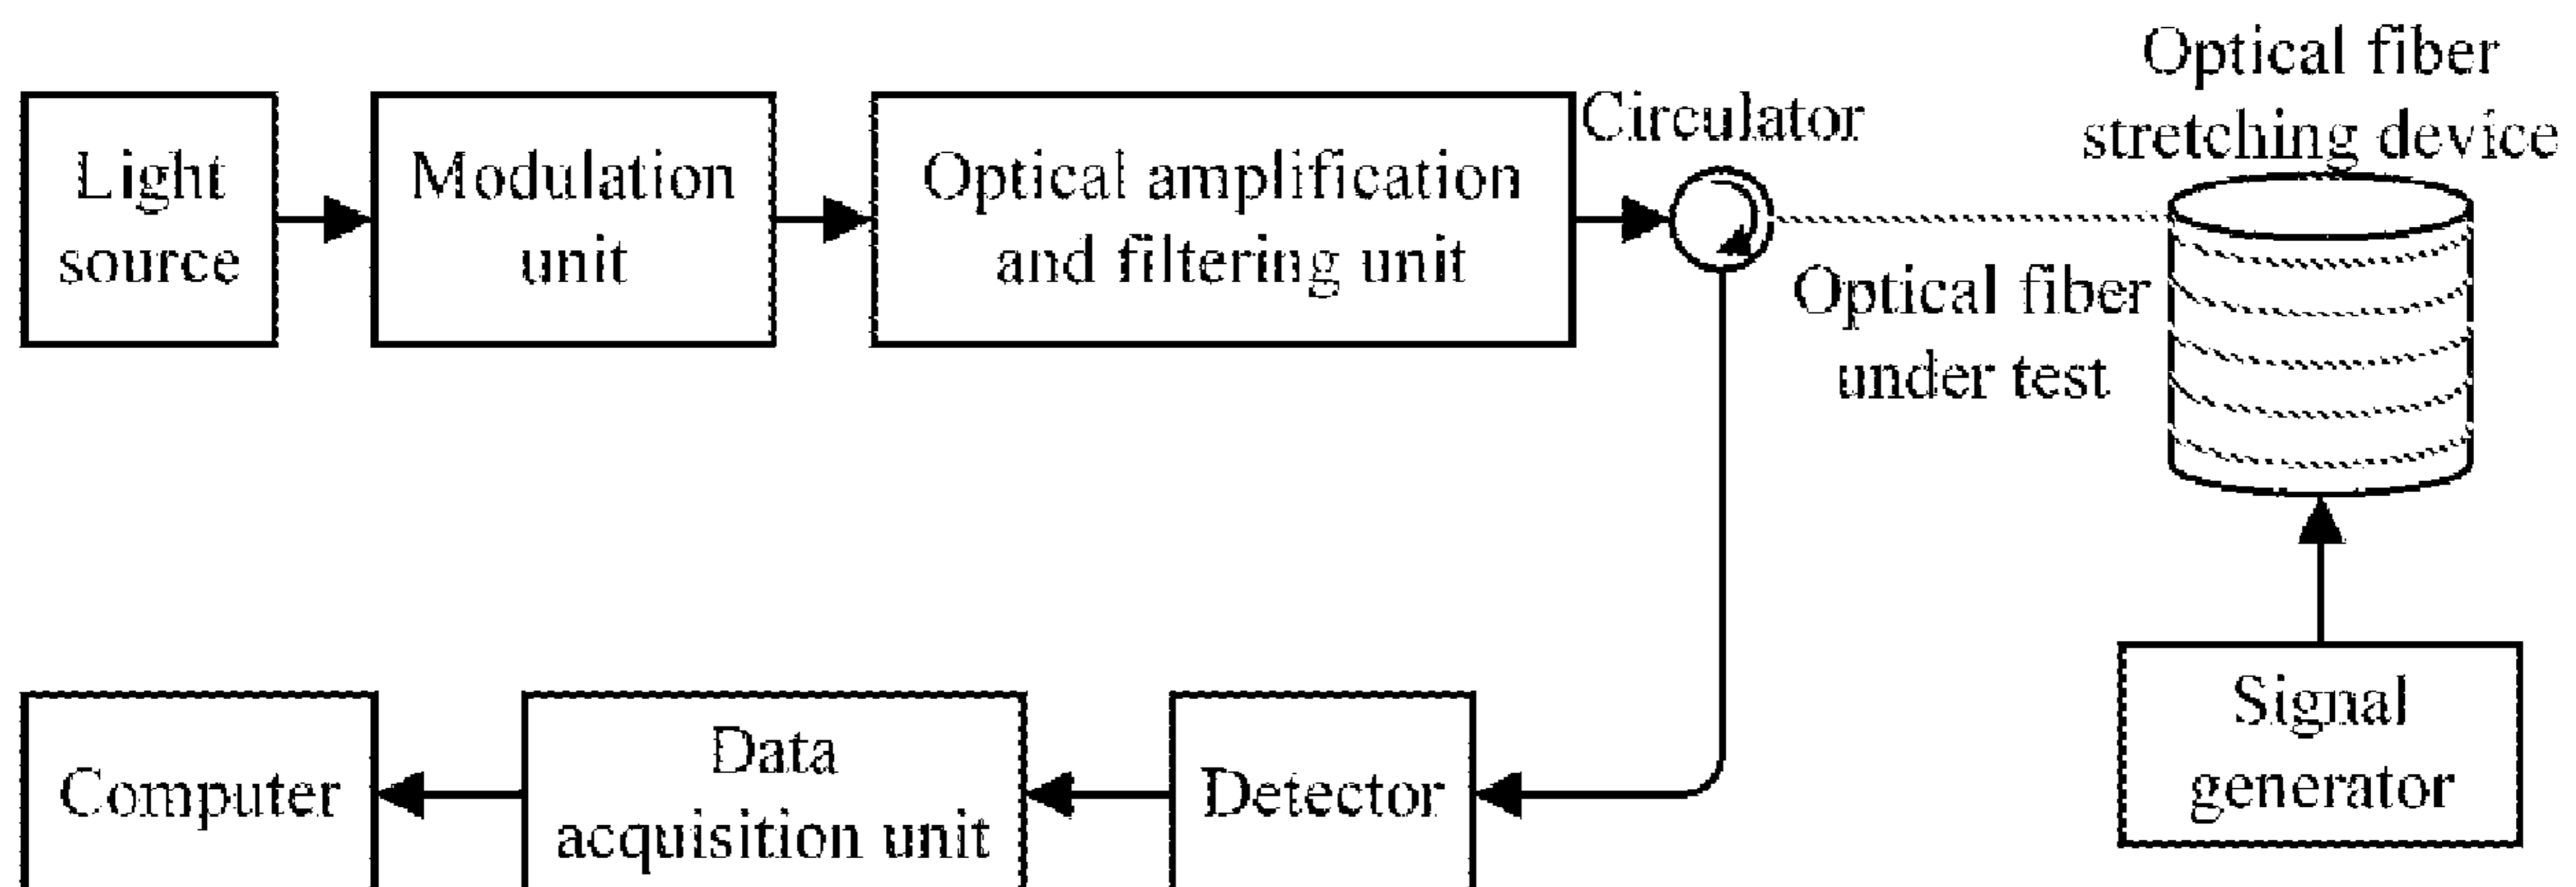 Optical fiber
stretching device
Circulator
Light
source
Modulation
unit
Optical amplification
and filtering unit
Optical fiber
under test
Signal
generator
Computer
Data
acquisition unit
Detector